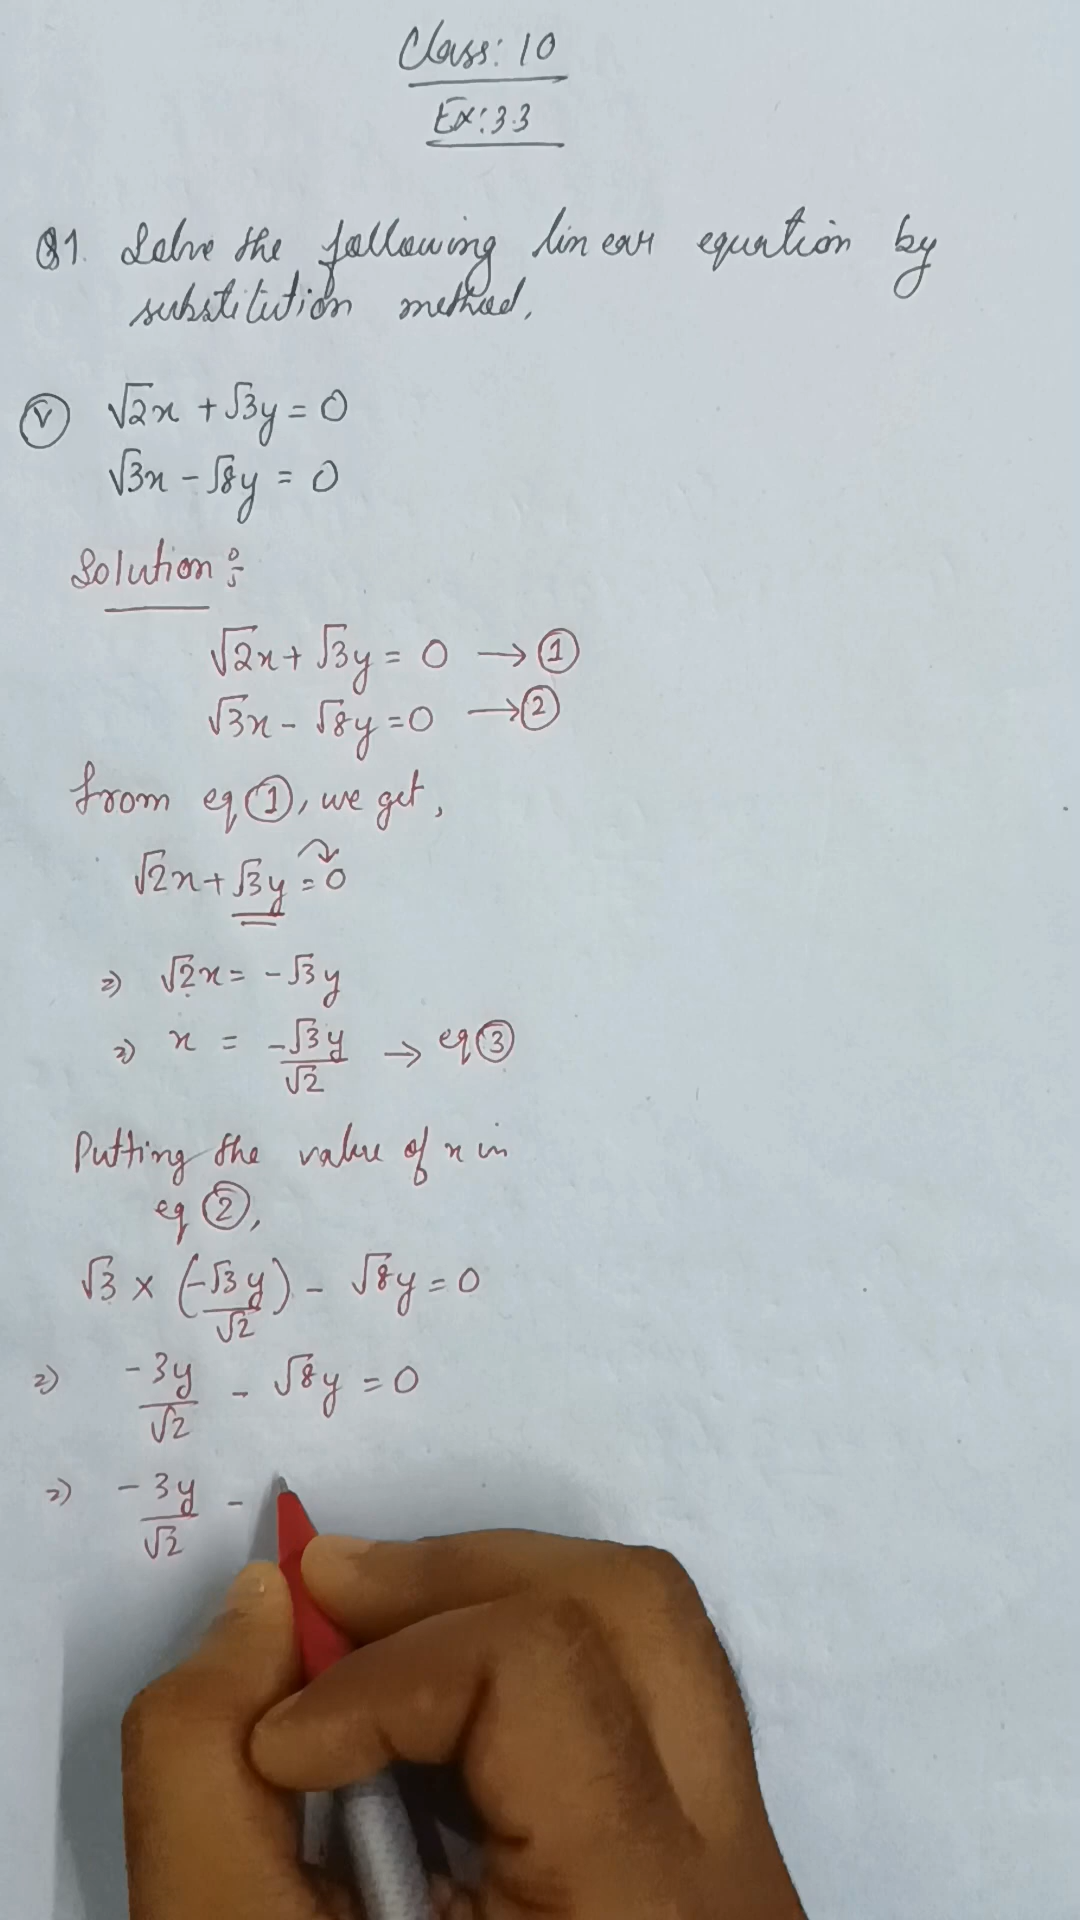 Class: 10
Ex: 3.3
Q1. Solve the following linear equation by
substitution method,
(v) √2x + √3y = 0
√3x - √8y = 0
Solution :-
√2x + √3y = 0 → ①
√3x - √8y = 0 → ②
from eq ①, we get,
√2x + √3y = 0
⇒ √2x = -√3y
⇒ x = -√3y/√2 → eq ③
Putting the value of x in
eq ②,
√3 × (-√3y/√2) - √8y = 0
⇒ -3y/√2 - √8y = 0
⇒ -3y/√2 -